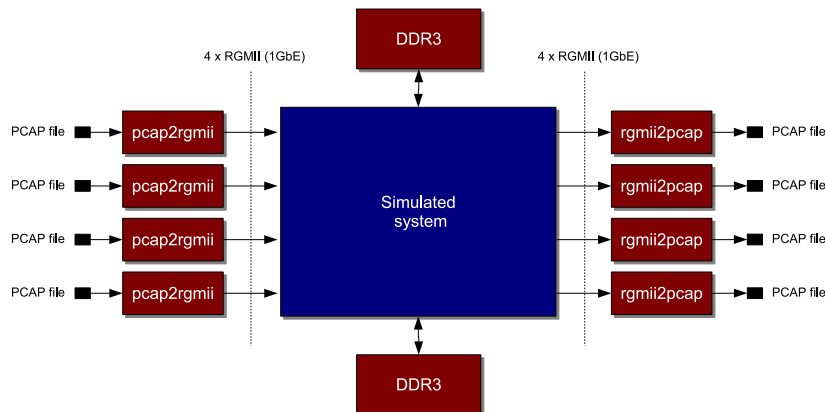 DDR3
4 x RGMII (1GbE)
4 x RGMII (1GbE)
PCAP file
pcap2rgmii
rgmii2pcap
PCAP file
PCAP file
pcap2rgmii
rgmii2pcap
PCAP file
Simulated
system
PCAP file
pcap2rgmii
rgmii2pcap
PCAP file
PCAP file
pcap2rgmii
rgmii2pcap
PCAP file
DDR3